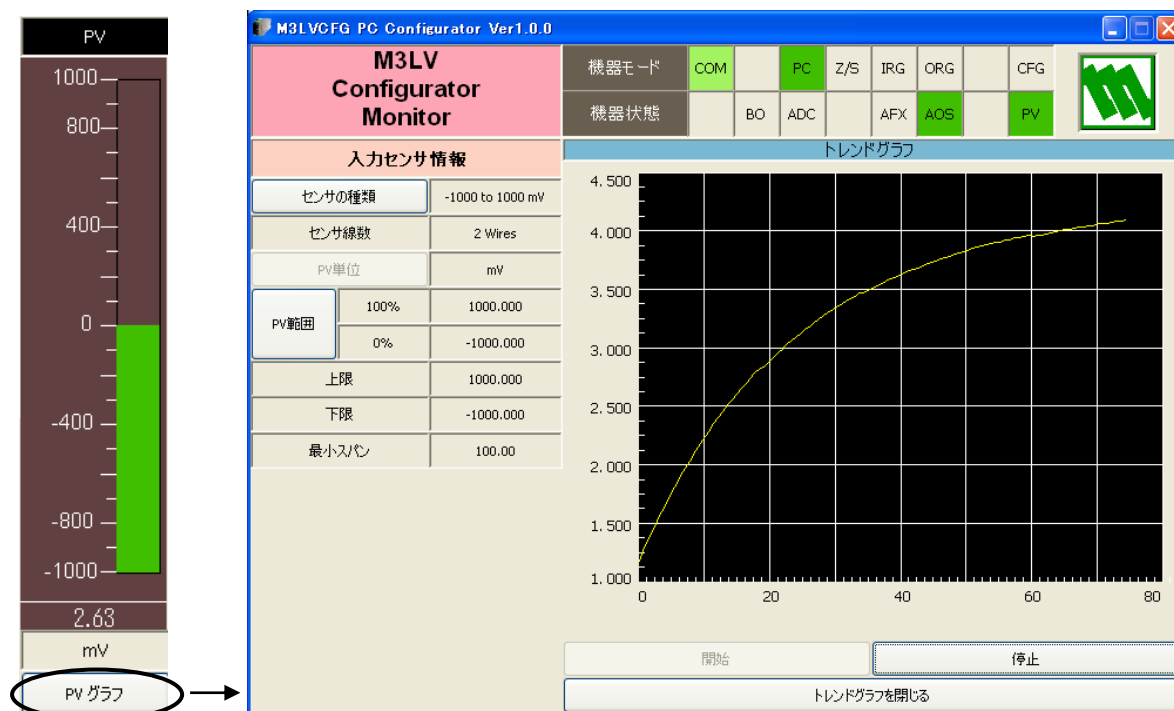 PV
1000
800
400
0
-400
-800
-1000
2.63
mV
PV グラフ
M3LVCFG PC Configurator Ver1.0.0
M3LV
Configurator
Monitor
機器モード COM PC Z/S IRG ORG CFG
機器状態 BO ADC AFX AOS PV
入力センサ情報
センサの種類 -1000 to 1000 mV
センサ線数 2 Wires
PV単位 mV
PV範囲
100% 1000.000
0% -1000.000
上限 1000.000
下限 -1000.000
最小スパン 100.00
トレンドグラフ
4.500
4.000
3.500
3.000
2.500
2.000
1.500
1.000
0 20 40 60 80
開始 停止
トレンドグラフを閉じる